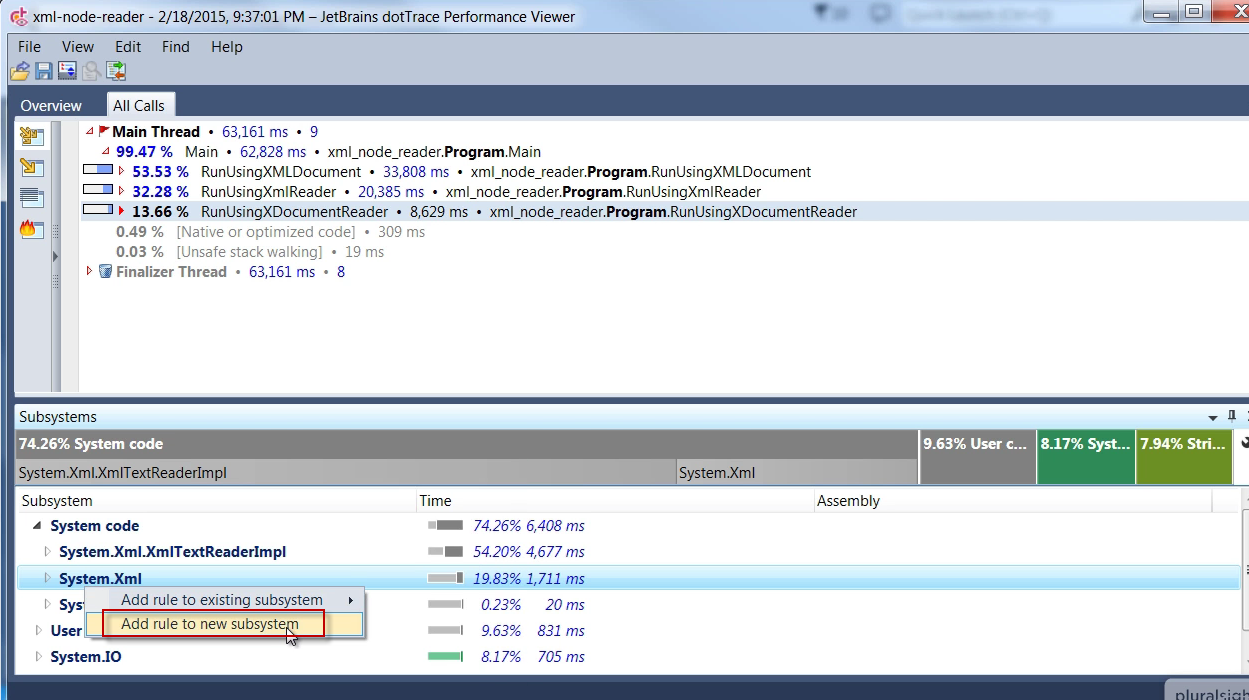 xml-node-reader - 2/18/2015, 9:37:01 PM – JetBrains dotTrace Performance Viewer
File View Edit Find Help
Overview All Calls
Main Thread • 63,161 ms • 9
99.47 % Main • 62,828 ms • xml_node_reader.Program.Main
53.53 % RunUsingXMLDocument • 33,808 ms • xml_node_reader.Program.RunUsingXMLDocument
32.28 % RunUsingXmlReader • 20,385 ms • xml_node_reader.Program.RunUsingXmlReader
13.66 % RunUsingXDocumentReader • 8,629 ms • xml_node_reader.Program.RunUsingXDocumentReader
0.49 % [Native or optimized code] • 309 ms
0.03 % [Unsafe stack walking] • 19 ms
Finalizer Thread • 63,161 ms • 8
Subsystems
74.26% System code 9.63% User c... 8.17% Syst... 7.94% Stri...
System.Xml.XmlTextReaderImpl System.Xml
Subsystem Time Assembly
System code 74.26% 6,408 ms
System.Xml.XmlTextReaderImpl 54.20% 4,677 ms
System.Xml 19.83% 1,711 ms
Add rule to existing subsystem
Sys 0.23% 20 ms
Add rule to new subsystem
User 9.63% 831 ms
System.IO 8.17% 705 ms
pluralsigh